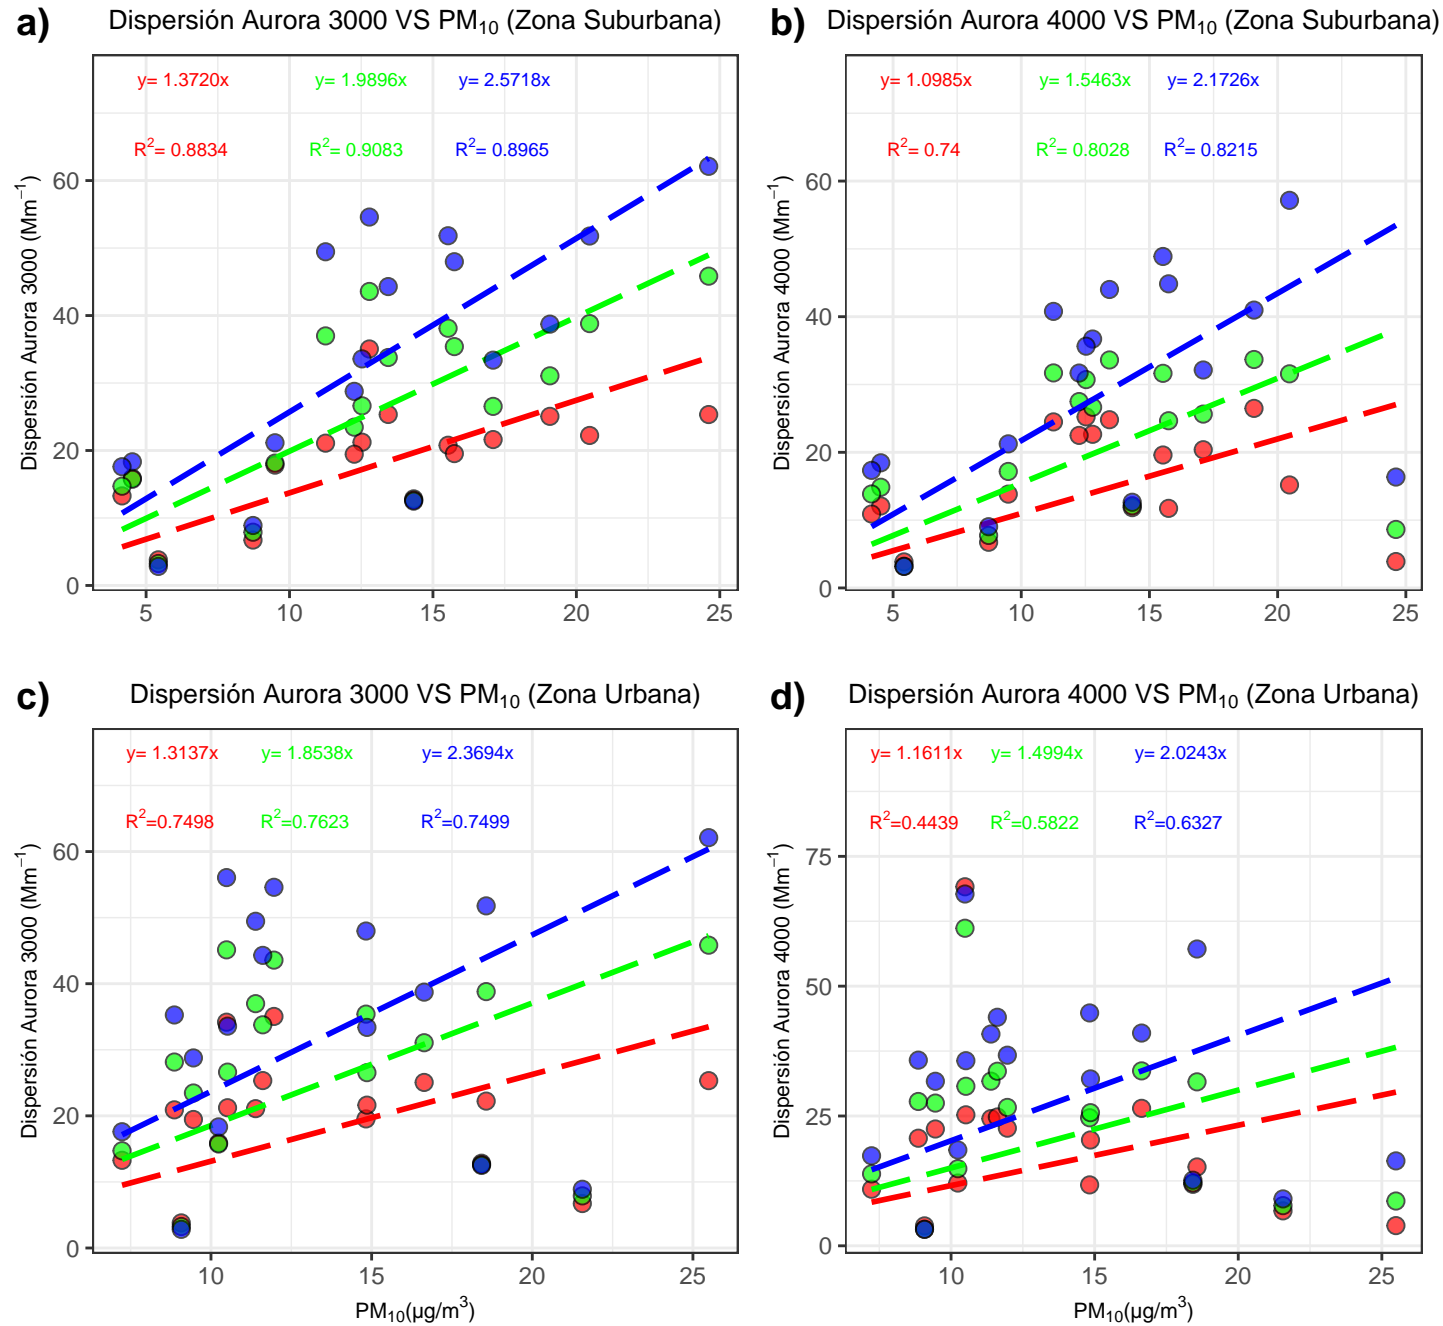 a) Dispersión Aurora 3000 VS PM₁₀ (Zona Suburbana)
y= 1.3720x y= 1.9896x y= 2.5718x
R²= 0.8834 R²= 0.9083 R²= 0.8965
Dispersión Aurora 3000 (Mm⁻¹)
60
40
20
0
5 10 15 20 25
b) Dispersión Aurora 4000 VS PM₁₀ (Zona Suburbana)
y= 1.0985x y= 1.5463x y= 2.1726x
R²= 0.74 R²= 0.8028 R²= 0.8215
Dispersión Aurora 4000 (Mm⁻¹)
60
40
20
0
5 10 15 20 25
c) Dispersión Aurora 3000 VS PM₁₀ (Zona Urbana)
y= 1.3137x y= 1.8538x y= 2.3694x
R²=0.7498 R²=0.7623 R²=0.7499
Dispersión Aurora 3000 (Mm⁻¹)
60
40
20
0
10 15 20 25
PM₁₀(µg/m³)
d) Dispersión Aurora 4000 VS PM₁₀ (Zona Urbana)
y= 1.1611x y= 1.4994x y= 2.0243x
R²=0.4439 R²=0.5822 R²=0.6327
Dispersión Aurora 4000 (Mm⁻¹)
75
50
25
0
10 15 20 25
PM₁₀(µg/m³)